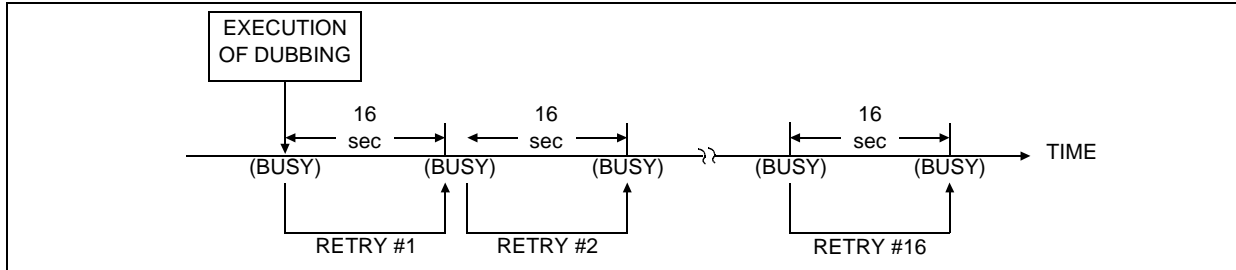 EXECUTION
OF DUBBING
16
sec
16
sec
16
sec
TIME
(BUSY)
(BUSY)
(BUSY)
(BUSY)
(BUSY)
RETRY #1
RETRY #2
RETRY #16